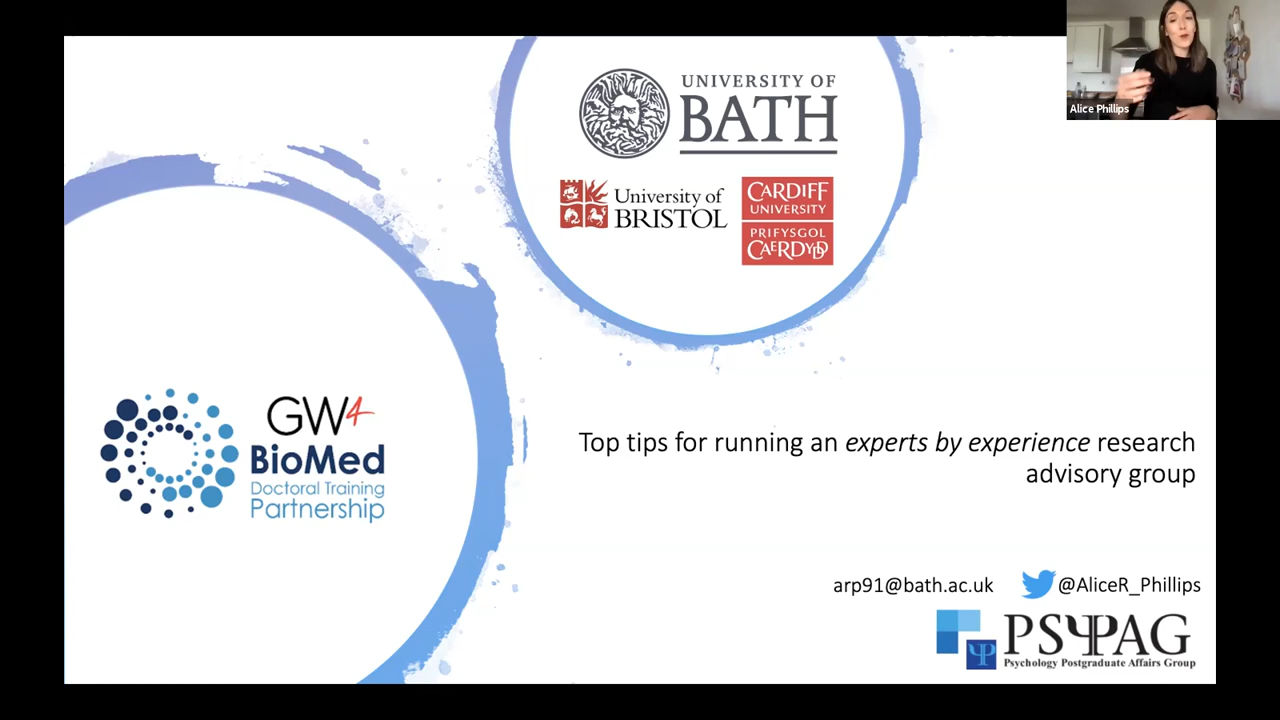 Alice Phillips
UNIVERSITY OF
BATH
University of
BRISTOL
CARDIFF
UNIVERSITY
PRIFYSGOL
CAERDYDD
GW4
BioMed
Doctoral Training
Partnership
Top tips for running an experts by experience research
advisory group
arp91@bath.ac.uk @AliceR_Phillips
PSYPAG
Ψ
Psychology Postgraduate Affairs Group